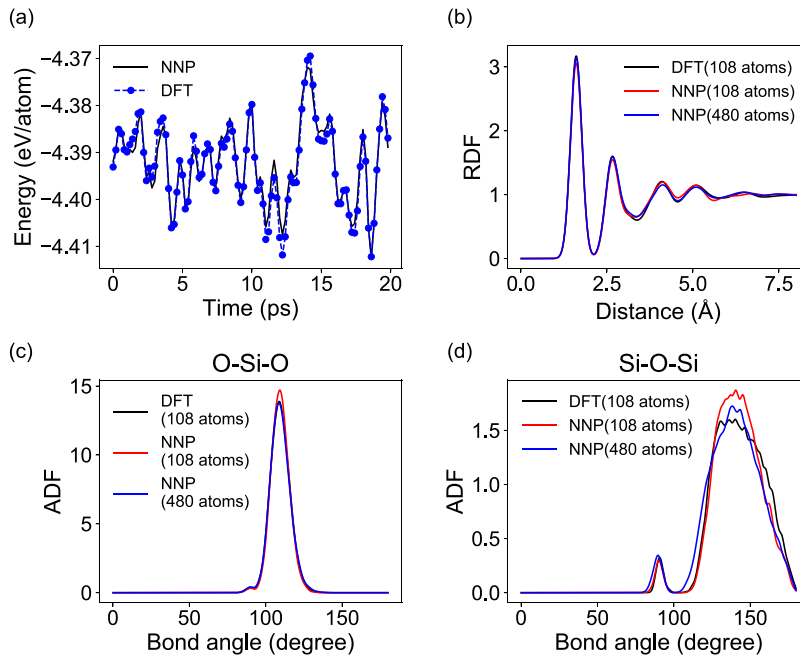 (a)
−4.37
−4.38
−4.39
−4.40
−4.41
Energy (eV/atom)
NNP
DFT
0
5
10
15
20
Time (ps)
(b)
3
2
1
0
RDF
DFT(108 atoms)
NNP(108 atoms)
NNP(480 atoms)
0.0
2.5
5.0
7.5
Distance (Å)
(c)
O-Si-O
15
10
5
0
ADF
DFT
(108 atoms)
NNP
(108 atoms)
NNP
(480 atoms)
0
50
100
150
Bond angle (degree)
(d)
Si-O-Si
1.5
1.0
0.5
0.0
ADF
DFT(108 atoms)
NNP(108 atoms)
NNP(480 atoms)
0
50
100
150
Bond angle (degree)